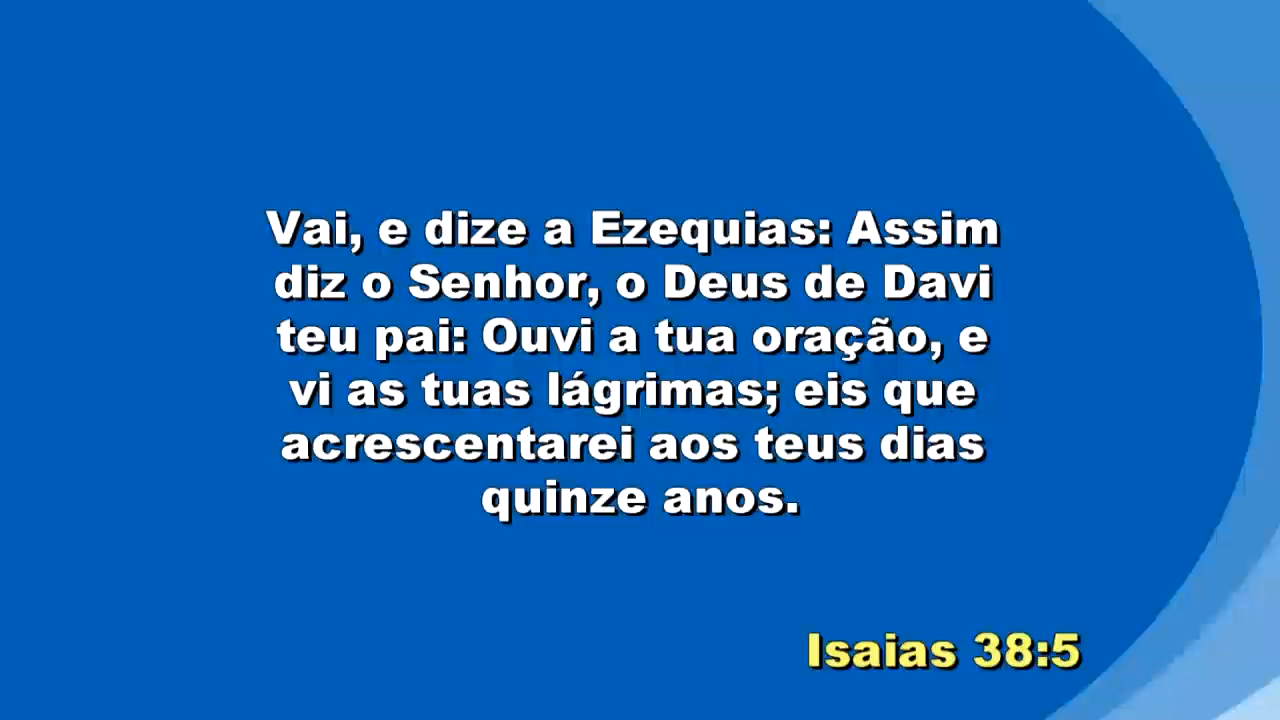 Vai, e dize a Ezequias: Assim
diz o Senhor, o Deus de Davi
teu pai: Ouvi a tua oração, e
vi as tuas lágrimas; eis que
acrescentarei aos teus dias
quinze anos.
Isaias 38:5